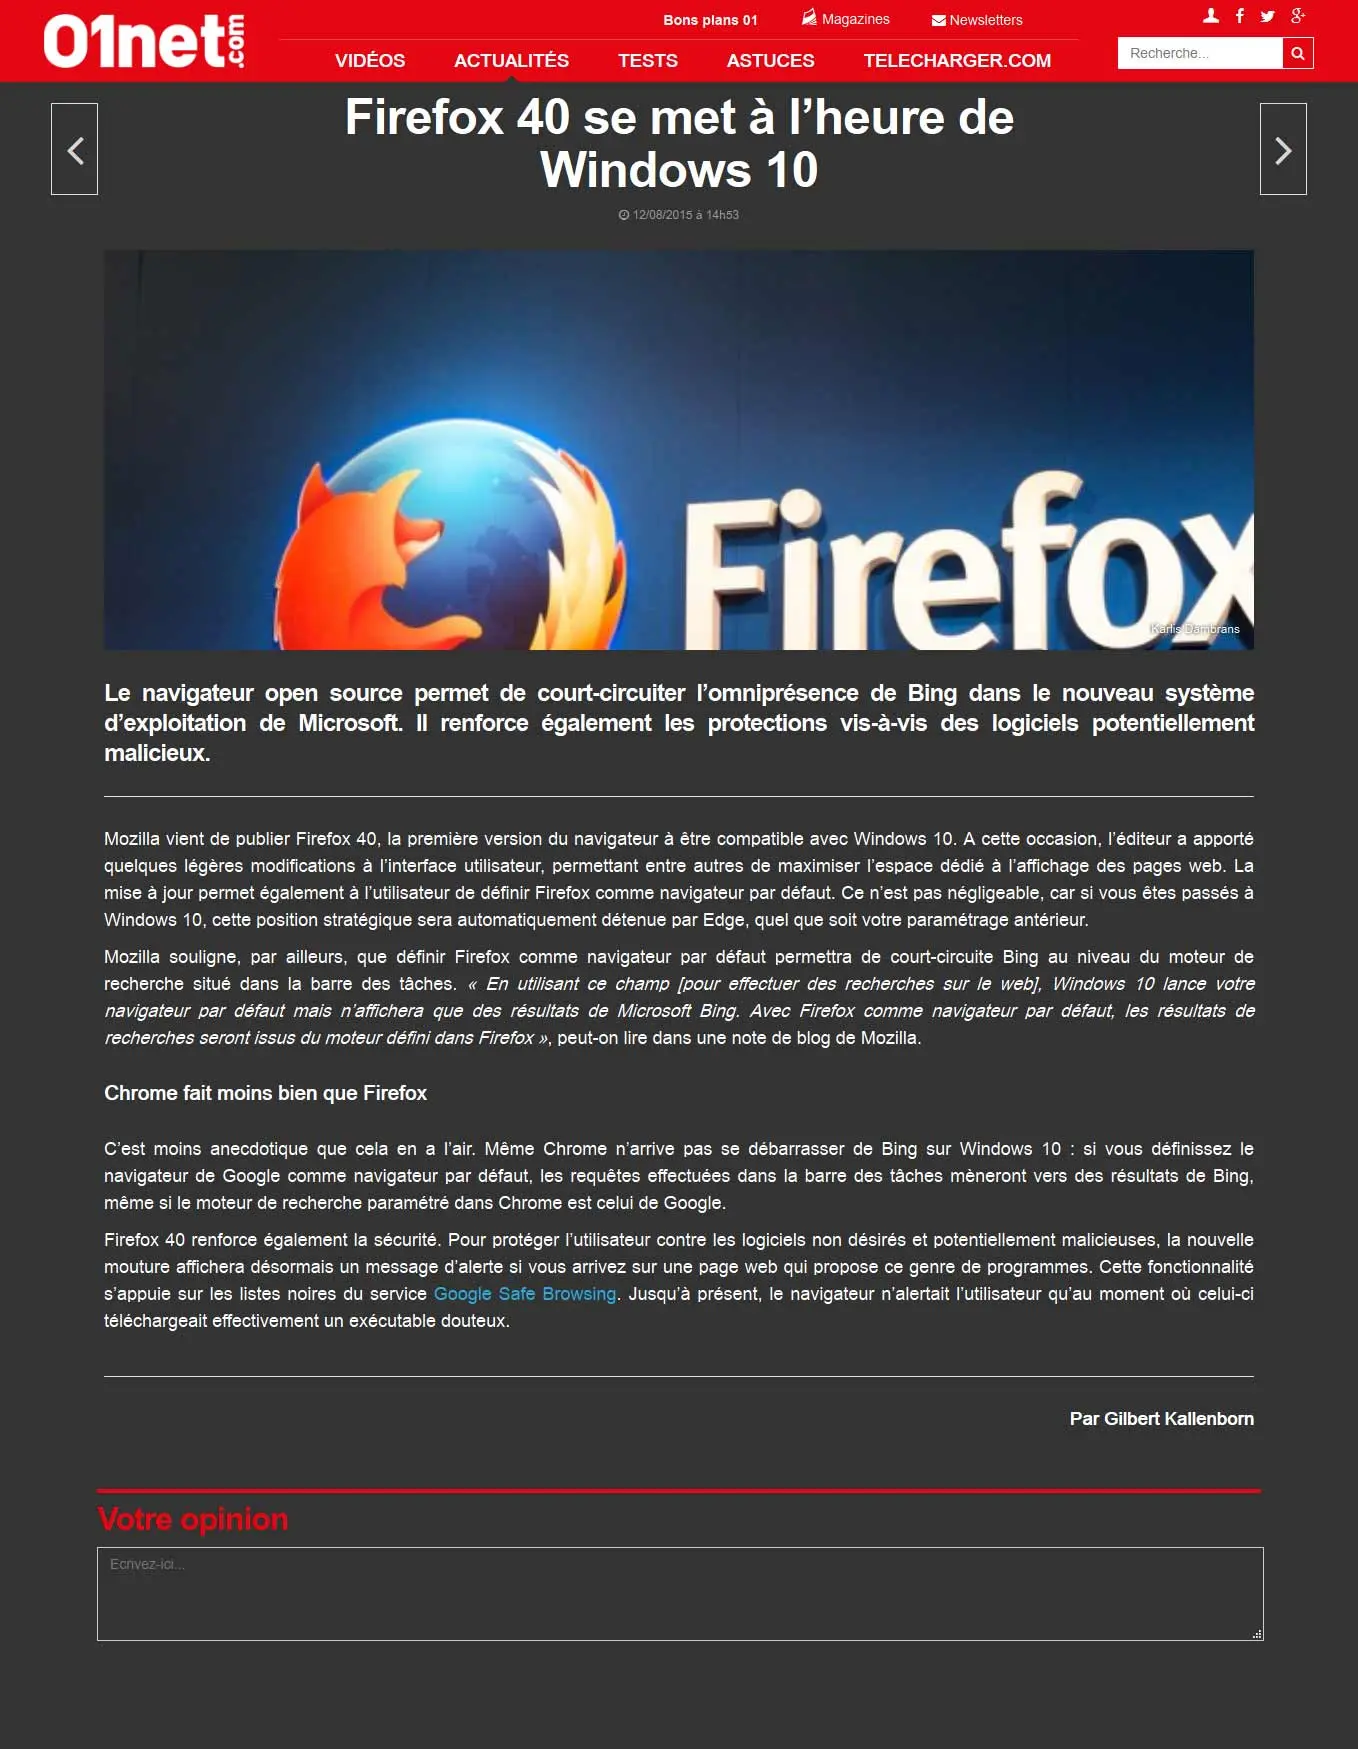 01net.com
Bons plans 01
Magazines
Newsletters
VIDÉOS
ACTUALITÉS
TESTS
ASTUCES
TELECHARGER.COM
Recherche...
Firefox 40 se met à l’heure de
Windows 10
12/08/2015 à 14h53
Firefox
Karlis Dambrans
Le navigateur open source permet de court-circuiter l’omniprésence de Bing dans le nouveau système
d’exploitation de Microsoft. Il renforce également les protections vis-à-vis des logiciels potentiellement
malicieux.
Mozilla vient de publier Firefox 40, la première version du navigateur à être compatible avec Windows 10. A cette occasion, l’éditeur a apporté
quelques légères modifications à l’interface utilisateur, permettant entre autres de maximiser l’espace dédié à l’affichage des pages web. La
mise à jour permet également à l’utilisateur de définir Firefox comme navigateur par défaut. Ce n’est pas négligeable, car si vous êtes passés à
Windows 10, cette position stratégique sera automatiquement détenue par Edge, quel que soit votre paramétrage antérieur.
Mozilla souligne, par ailleurs, que définir Firefox comme navigateur par défaut permettra de court-circuite Bing au niveau du moteur de
recherche situé dans la barre des tâches. « En utilisant ce champ [pour effectuer des recherches sur le web], Windows 10 lance votre
navigateur par défaut mais n’affichera que des résultats de Microsoft Bing. Avec Firefox comme navigateur par défaut, les résultats de
recherches seront issus du moteur défini dans Firefox », peut-on lire dans une note de blog de Mozilla.
Chrome fait moins bien que Firefox
C’est moins anecdotique que cela en a l’air. Même Chrome n’arrive pas se débarrasser de Bing sur Windows 10 : si vous définissez le
navigateur de Google comme navigateur par défaut, les requêtes effectuées dans la barre des tâches mèneront vers des résultats de Bing,
même si le moteur de recherche paramétré dans Chrome est celui de Google.
Firefox 40 renforce également la sécurité. Pour protéger l’utilisateur contre les logiciels non désirés et potentiellement malicieuses, la nouvelle
mouture affichera désormais un message d’alerte si vous arrivez sur une page web qui propose ce genre de programmes. Cette fonctionnalité
s’appuie sur les listes noires du service Google Safe Browsing. Jusqu’à présent, le navigateur n’alertait l’utilisateur qu’au moment où celui-ci
téléchargeait effectivement un exécutable douteux.
Par Gilbert Kallenborn
Votre opinion
Ecrivez-ici...